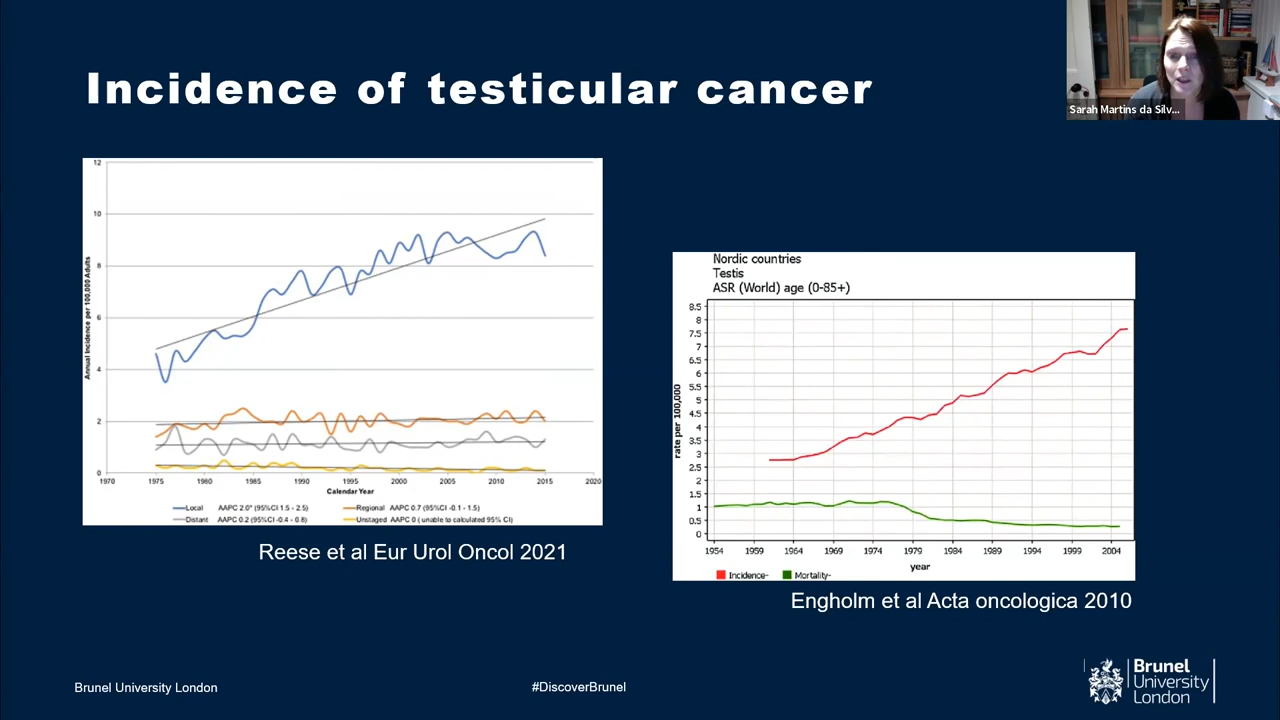 Incidence of testicular cancer
Sarah Martins da Silv...
12
10
8
6
4
2
0
Annual Incidence per 100,000 Adults
1970 1975 1980 1985 1990 1995 2000 2005 2010 2015 2020
Calendar Year
Local AAPC 2.0* (95%CI 1.5 - 2.5) Regional AAPC 0.7 (95%CI -0.1 - 1.5)
Distant AAPC 0.2 (95%CI -0.4 - 0.8) Unstaged AAPC 0 ( unable to calculated 95% CI)
Reese et al Eur Urol Oncol 2021
Nordic countries
Testis
ASR (World) age (0-85+)
8.5
8
7.5
7
6.5
6
5.5
5
4.5
4
3.5
3
2.5
2
1.5
1
0.5
0
rate per 100,000
1954 1959 1964 1969 1974 1979 1984 1989 1994 1999 2004
year
Incidence- Mortality-
Engholm et al Acta oncologica 2010
Brunel University London
#DiscoverBrunel
Brunel
University
London